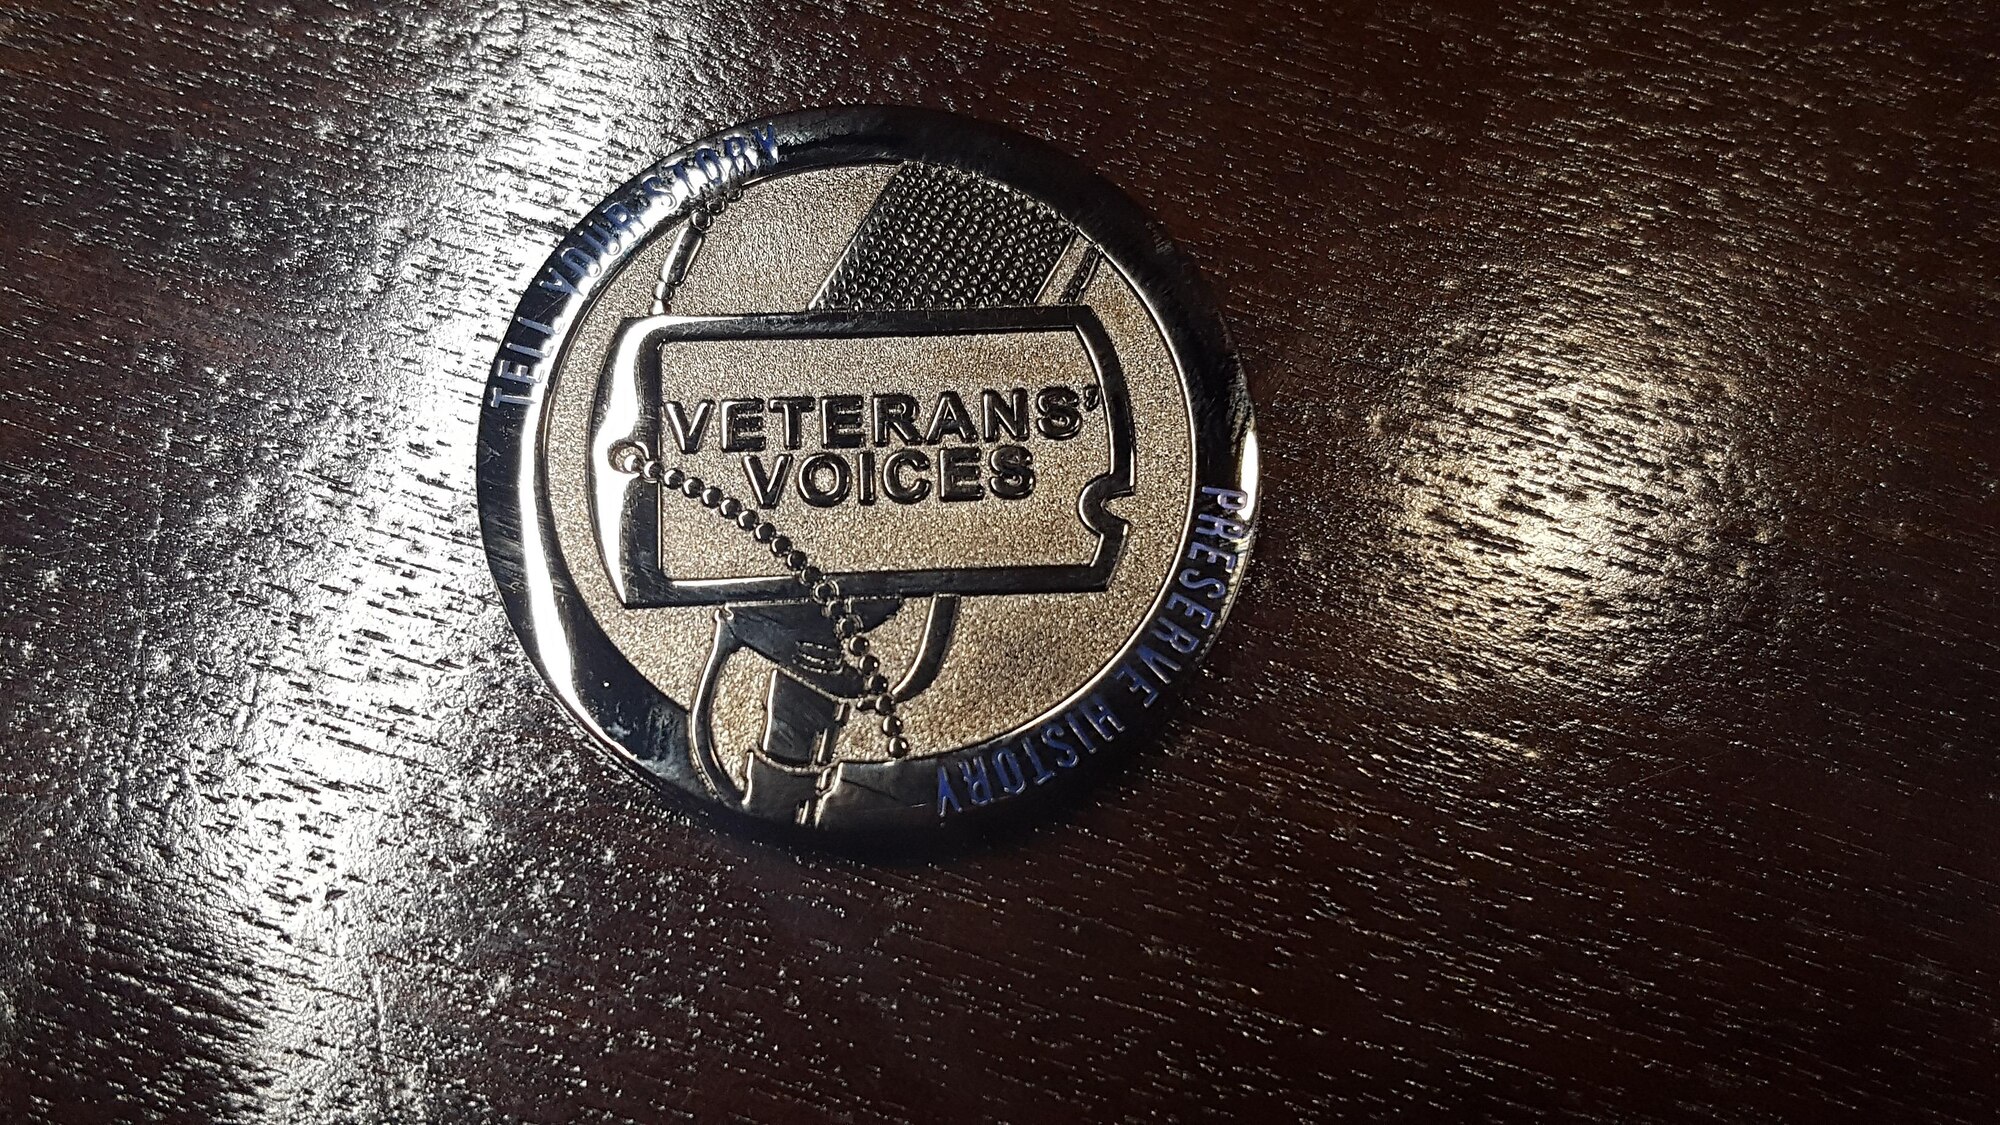 TELL YOUR STORY
VETERANS'
VOICES
PRESERVE HISTORY